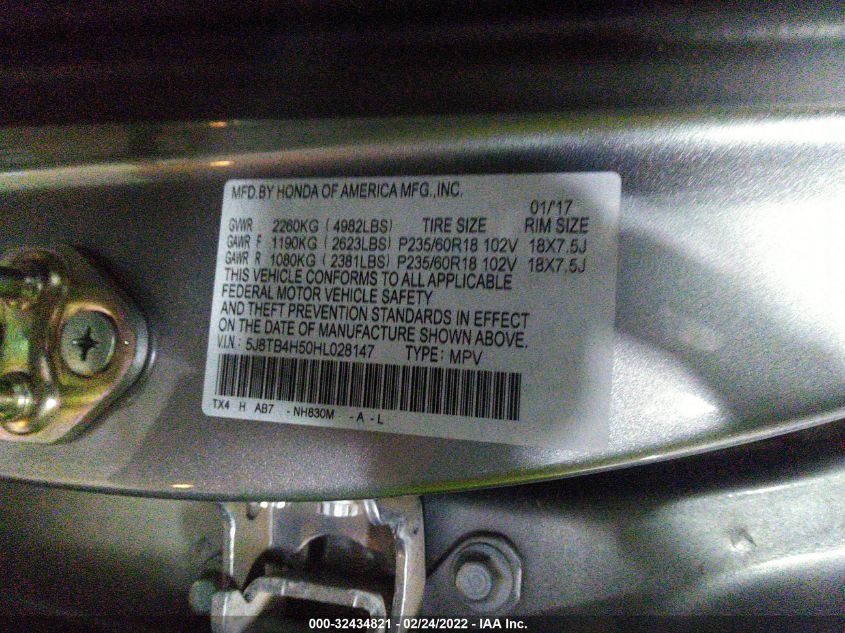 MFD.BY HONDA OF AMERICA MFG.,INC.
01/'17
GVWR 2260KG ( 4982LBS) TIRE SIZE RIM SIZE
GAWR F 1190KG ( 2623LBS) P235/60R18 102V 18X7.5J
GAWR R 1080KG ( 2381LBS) P235/60R18 102V 18X7.5J
THIS VEHICLE CONFORMS TO ALL APPLICABLE
FEDERAL MOTOR VEHICLE SAFETY
AND THEFT PREVENTION STANDARDS IN EFFECT
ON THE DATE OF MANUFACTURE SHOWN ABOVE.
V.I.N.: 5J8TB4H50HL028147 TYPE: MPV
TX4 H AB7 - NH830M - A - L
000-32434821 - 02/24/2022 - IAA Inc.